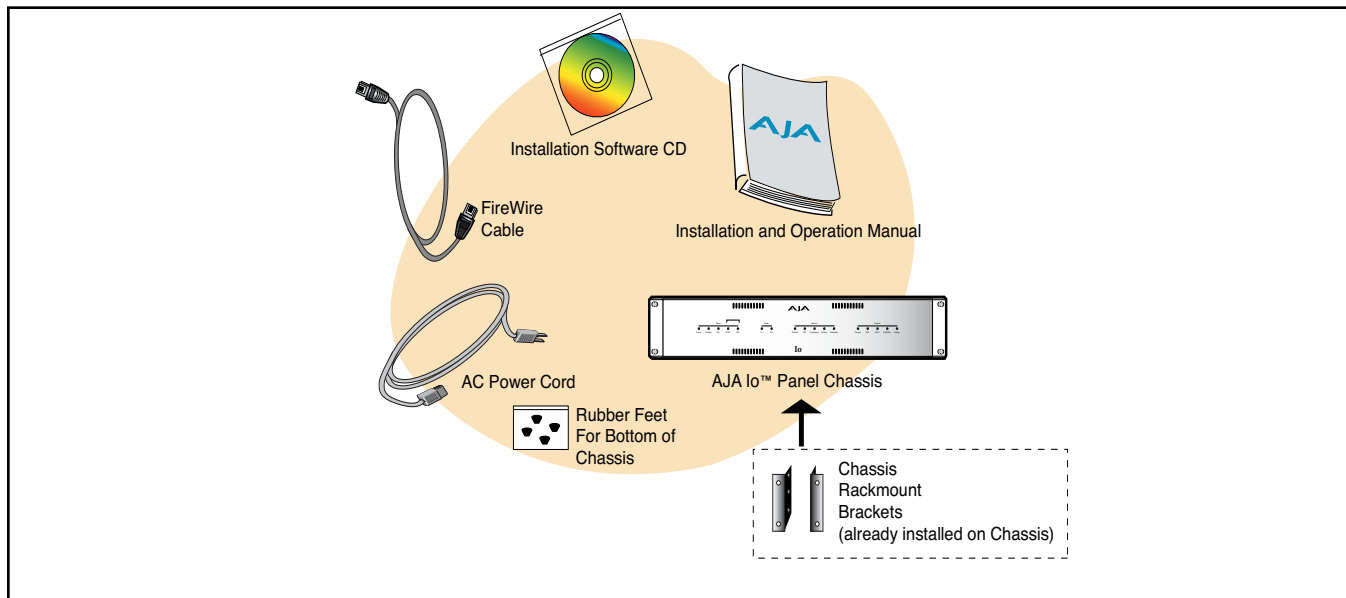 Installation Software CD
AJA
FireWire
Cable
Installation and Operation Manual
AJA
Io
AC Power Cord
AJA Io™ Panel Chassis
Rubber Feet
For Bottom of
Chassis
Chassis
Rackmount
Brackets
(already installed on Chassis)